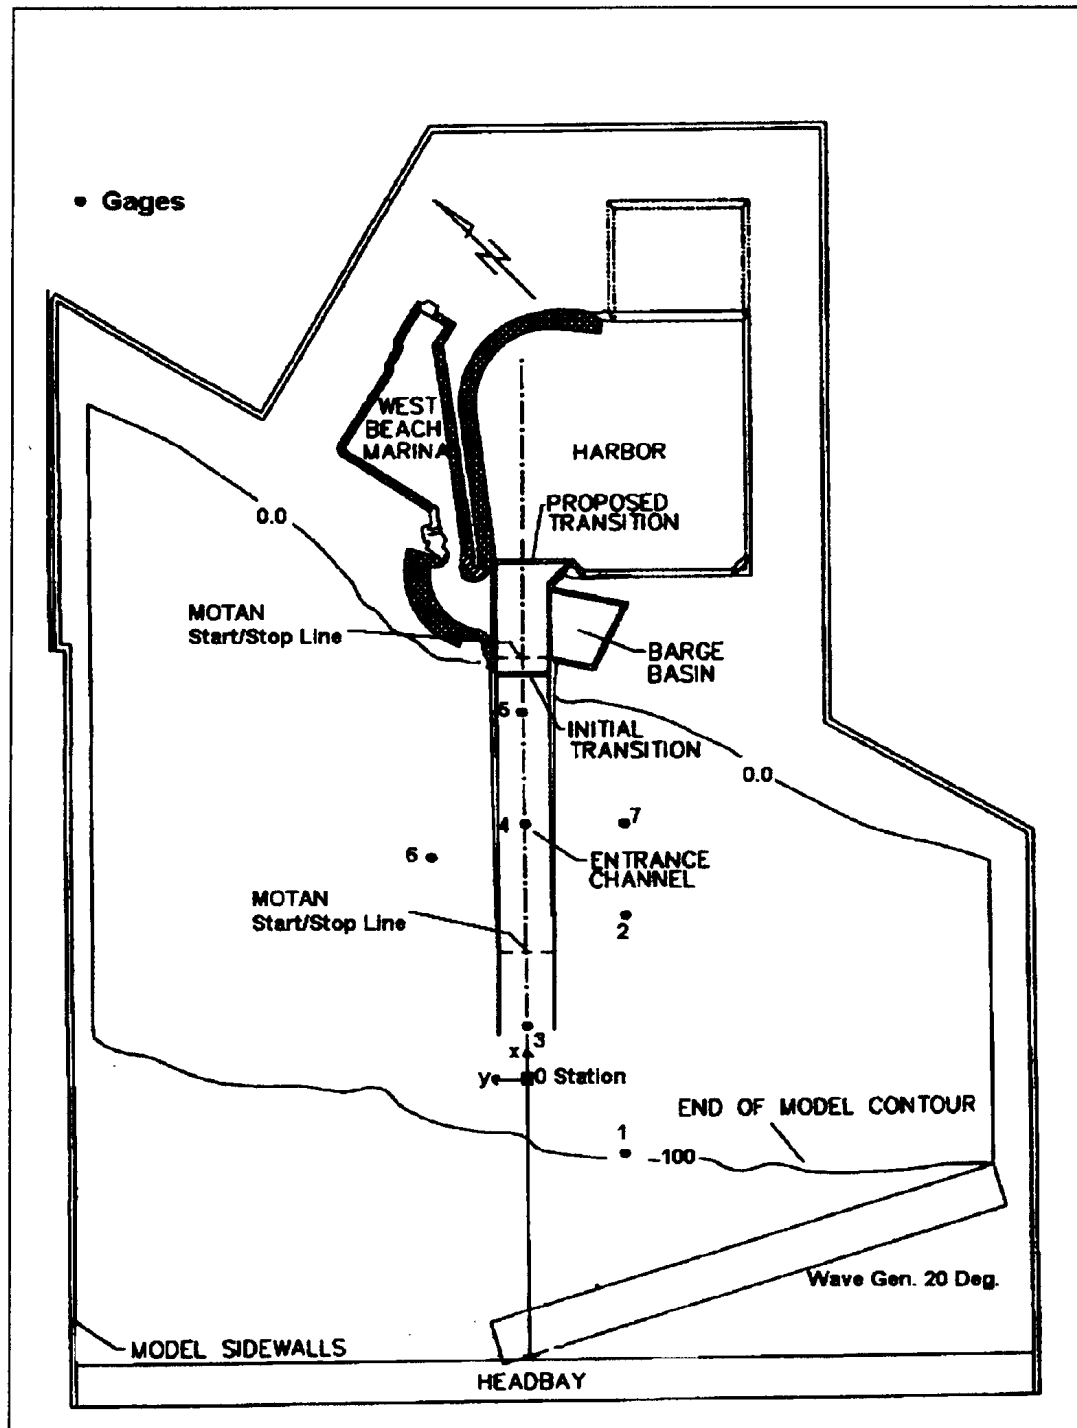 Gages
N
WEST
BEACH
MARINA
HARBOR
0.0
PROPOSED
TRANSITION
MOTAN
Start/Stop Line
BARGE
BASIN
5
INITIAL
TRANSITION
0.0
4
7
6
ENTRANCE
CHANNEL
MOTAN
Start/Stop Line
2
3
x
y
0 Station
END OF MODEL CONTOUR
1
-100
Wave Gen. 20 Deg.
MODEL SIDEWALLS
HEADBAY